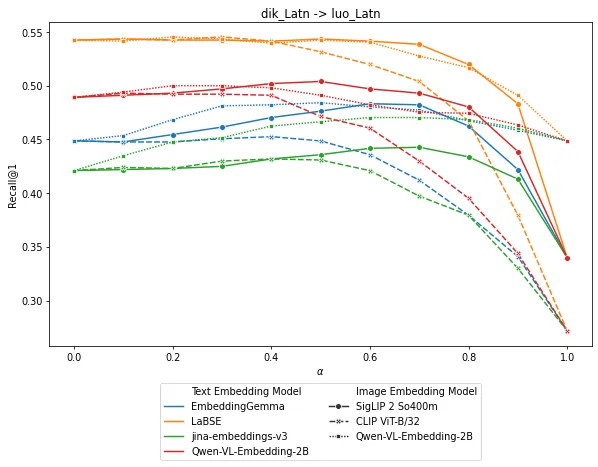 dik_Latn -> luo_Latn
0.55
0.50
0.45
0.40
0.35
0.30
Recall@1
0.0 0.2 0.4 0.6 0.8 1.0
α
Text Embedding Model
EmbeddingGemma
LaBSE
jina-embeddings-v3
Qwen-VL-Embedding-2B
Image Embedding Model
SigLIP 2 So400m
CLIP ViT-B/32
Qwen-VL-Embedding-2B